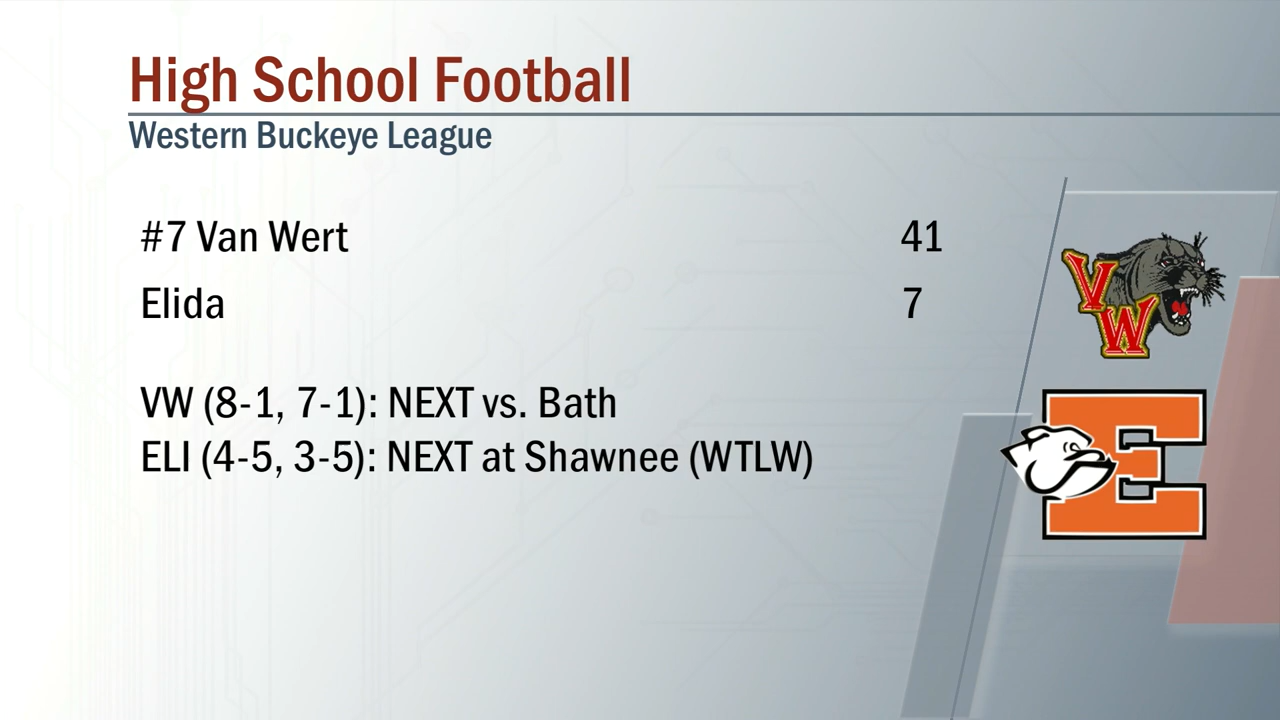 High School Football
Western Buckeye League
#7 Van Wert 41
Elida 7
VW (8-1, 7-1): NEXT vs. Bath
ELI (4-5, 3-5): NEXT at Shawnee (WTLW)
VW
E